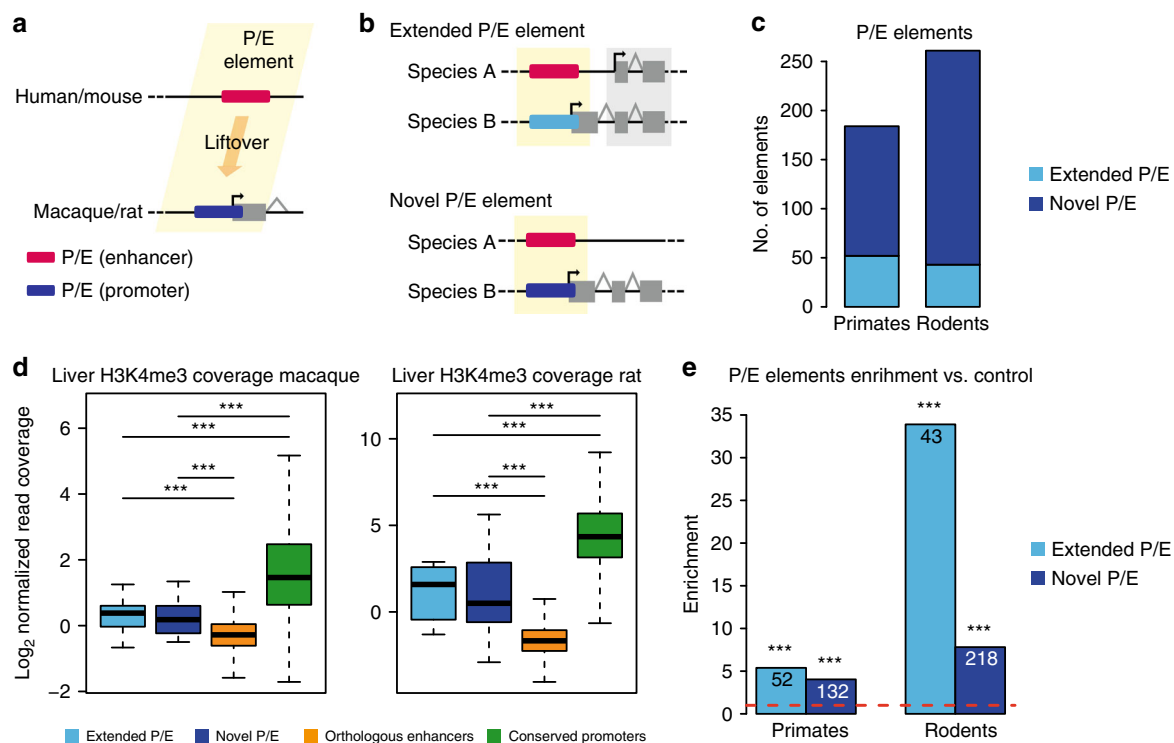 a
P/E
element
Human/mouse
Liftover
Macaque/rat
P/E (enhancer)
P/E (promoter)
b
Extended P/E element
Species A
Species B
Novel P/E element
Species A
Species B
c
P/E elements
No. of elements
250
200
150
100
50
0
Primates Rodents
Extended P/E
Novel P/E
d
Liver H3K4me3 coverage macaque
Log2 normalized read coverage
6
4
2
0
−2
***
***
***
***
Liver H3K4me3 coverage rat
10
5
0
***
***
***
***
Extended P/E
Novel P/E
Orthologous enhancers
Conserved promoters
e
P/E elements enrihment vs. control
Enrichment
35
30
25
20
15
10
5
0
***
52
***
132
***
43
***
218
Primates
Rodents
Extended P/E
Novel P/E